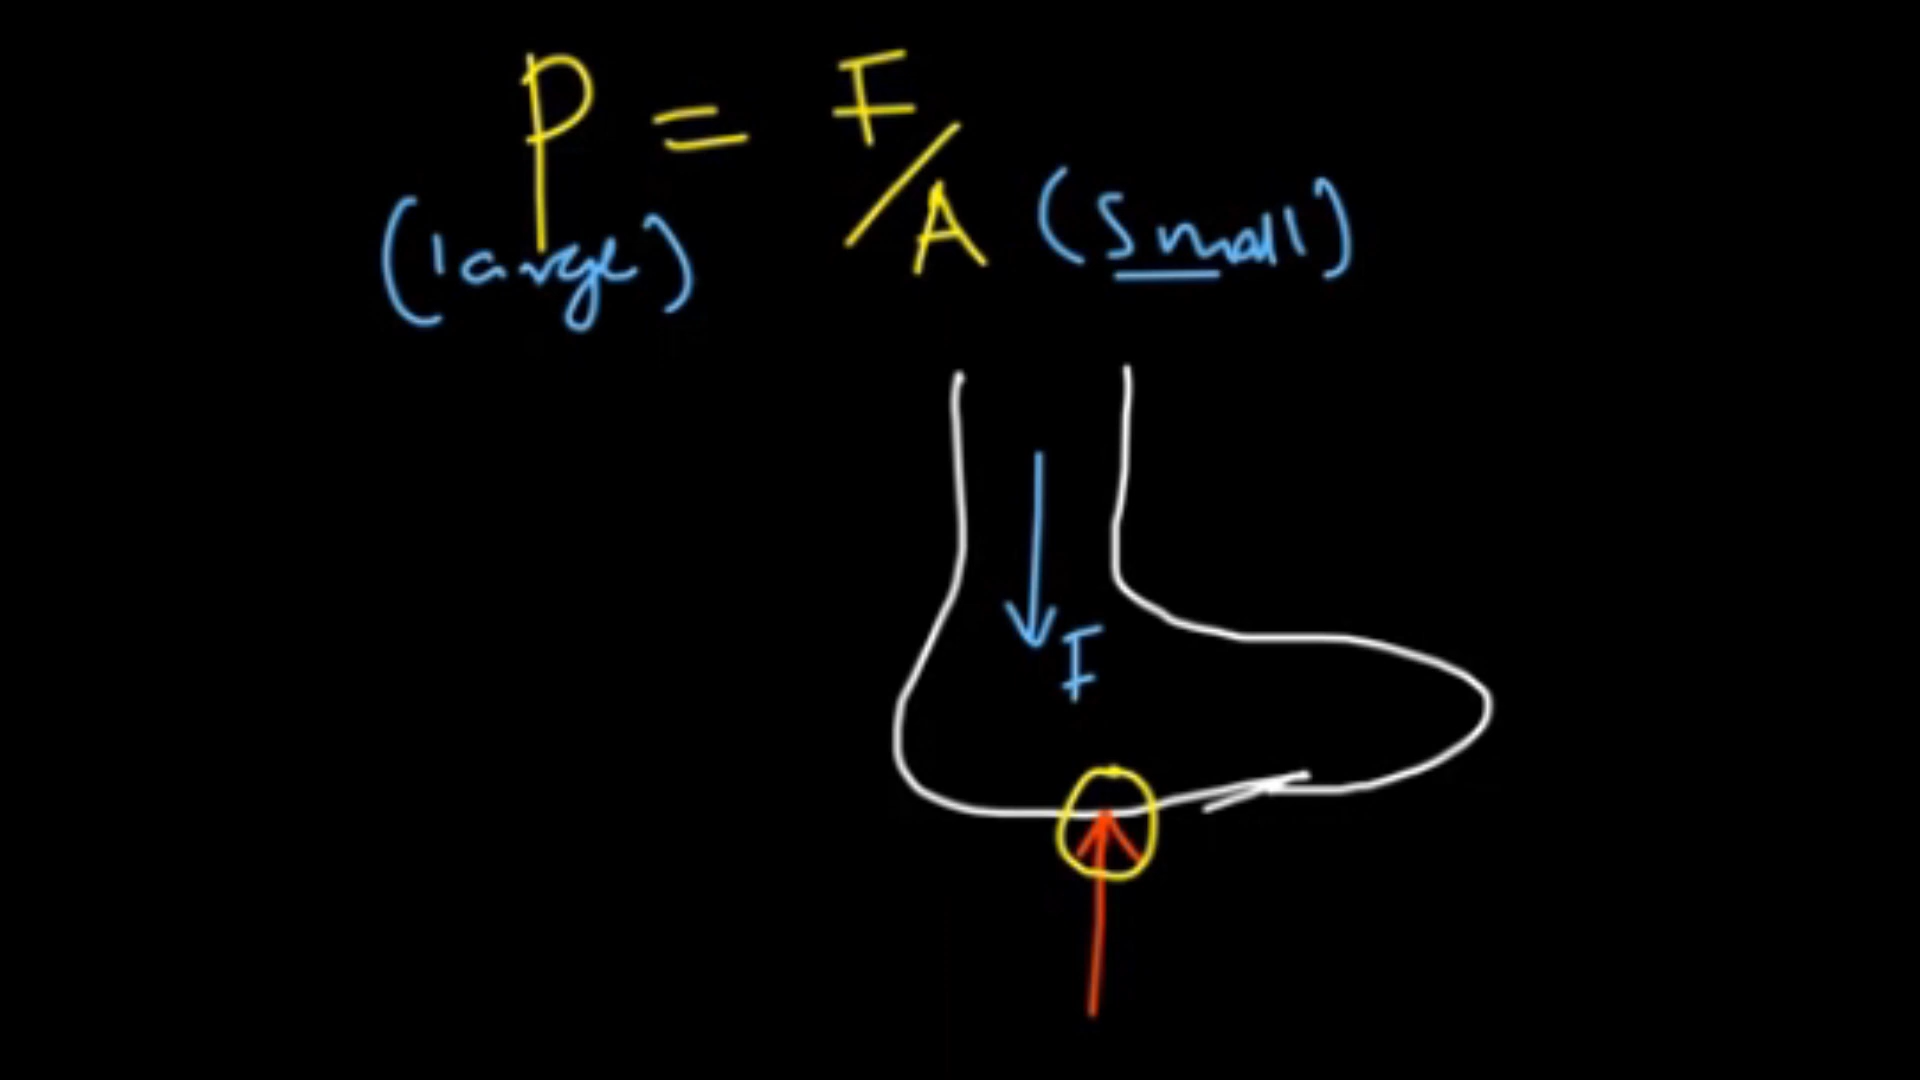 P = F/A (Small)
(large)
F